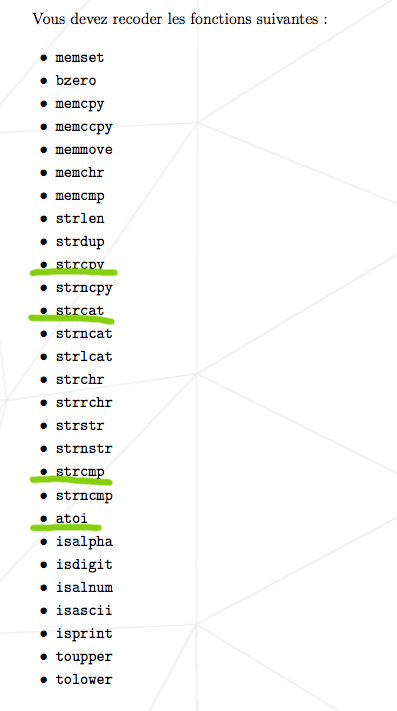 Vous devez recoder les fonctions suivantes :
• memset
• bzero
• memcpy
• memccpy
• memmove
• memchr
• memcmp
• strlen
• strdup
• strcpy
• strncpy
• strcat
• strncat
• strlcat
• strchr
• strrchr
• strstr
• strnstr
• strcmp
• strncmp
• atoi
• isalpha
• isdigit
• isalnum
• isascii
• isprint
• toupper
• tolower